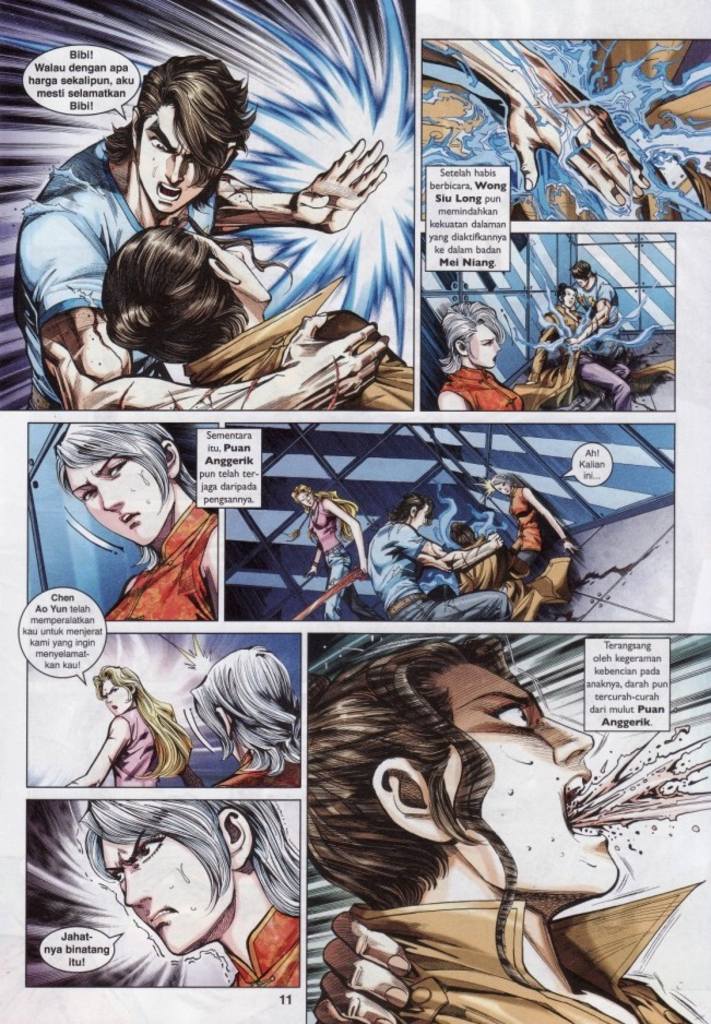 Bibi!
Walau dengan apa
harga sekalipun, aku
mesti selamatkan
Bibi!
Setelah habis
berbicara, Wong
Siu Long pun
memindahkan
kekuatan dalaman
yang diaktifkannya
ke dalam badan
Mei Niang.
Sementara
itu, Puan
Anggerik
pun telah ter-
jaga daripada
pengsannya.
Ah!
Kalian
ini...
Chen
Ao Yun telah
memperalatkan
kau untuk menjerat
kami yang ingin
menyelamat-
kan kau!
Terangsang
oleh kegeraman
kebencian pada
anaknya, darah pun
tercurah-curah
dari mulut Puan
Anggerik.
Jahat-
nya binatang
itu!
11